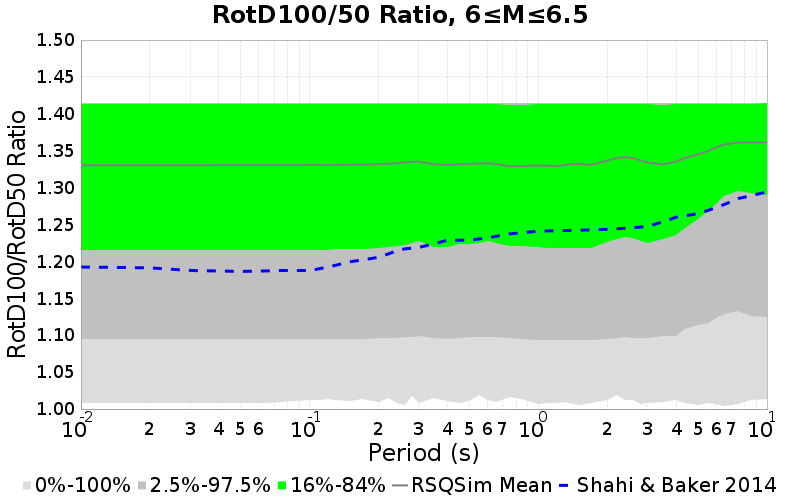 RotD100/50 Ratio, 6≤M≤6.5
RotD100/RotD50 Ratio
1.50
1.45
1.40
1.35
1.30
1.25
1.20
1.15
1.10
1.05
1.00
10^-2 2 3 4 5 6 10^-1 2 3 4 5 6 7 10^0 2 3 4 5 6 7 10^1
Period (s)
0%-100% 2.5%-97.5% 16%-84% RSQSim Mean Shahi & Baker 2014